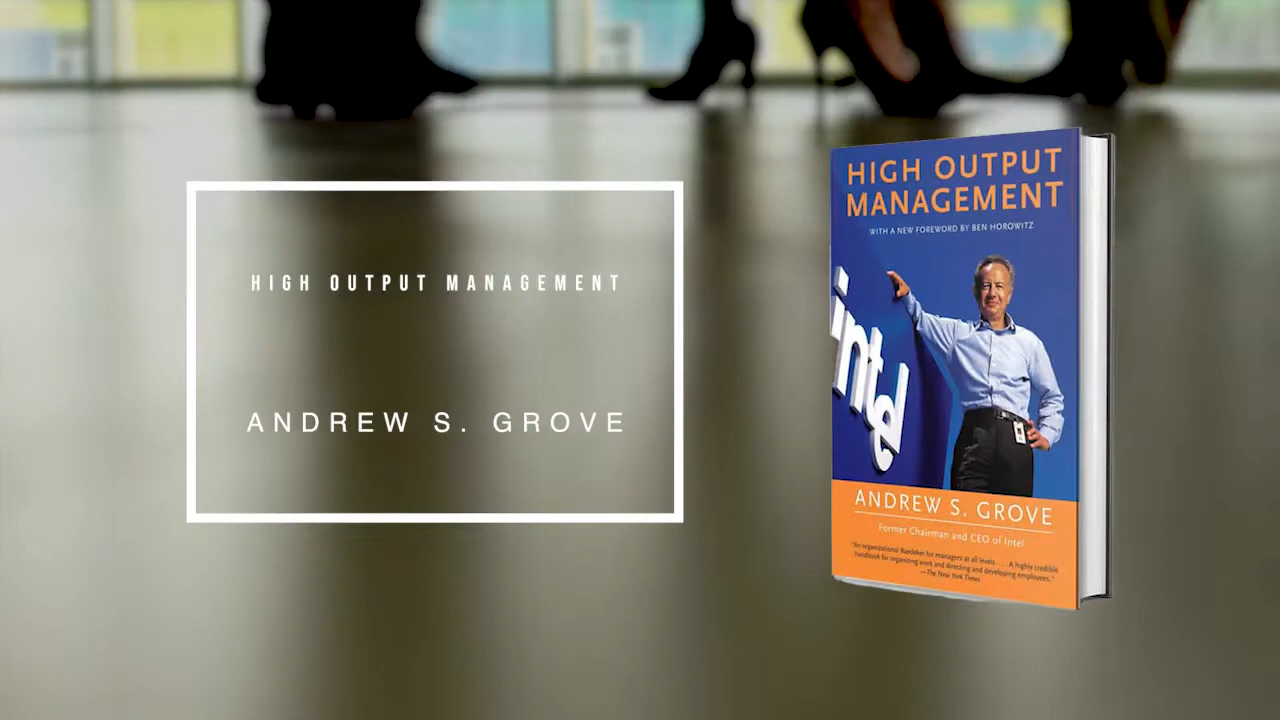 HIGH OUTPUT MANAGEMENT
ANDREW S. GROVE
HIGH OUTPUT
MANAGEMENT
WITH A NEW FOREWORD BY BEN HOROWITZ
intel
ANDREW S. GROVE
Former Chairman and CEO of Intel
"An organizational Baedeker for managers at all levels. . . . A highly credible
handbook for organizing work and directing and developing employees."
—The New York Times